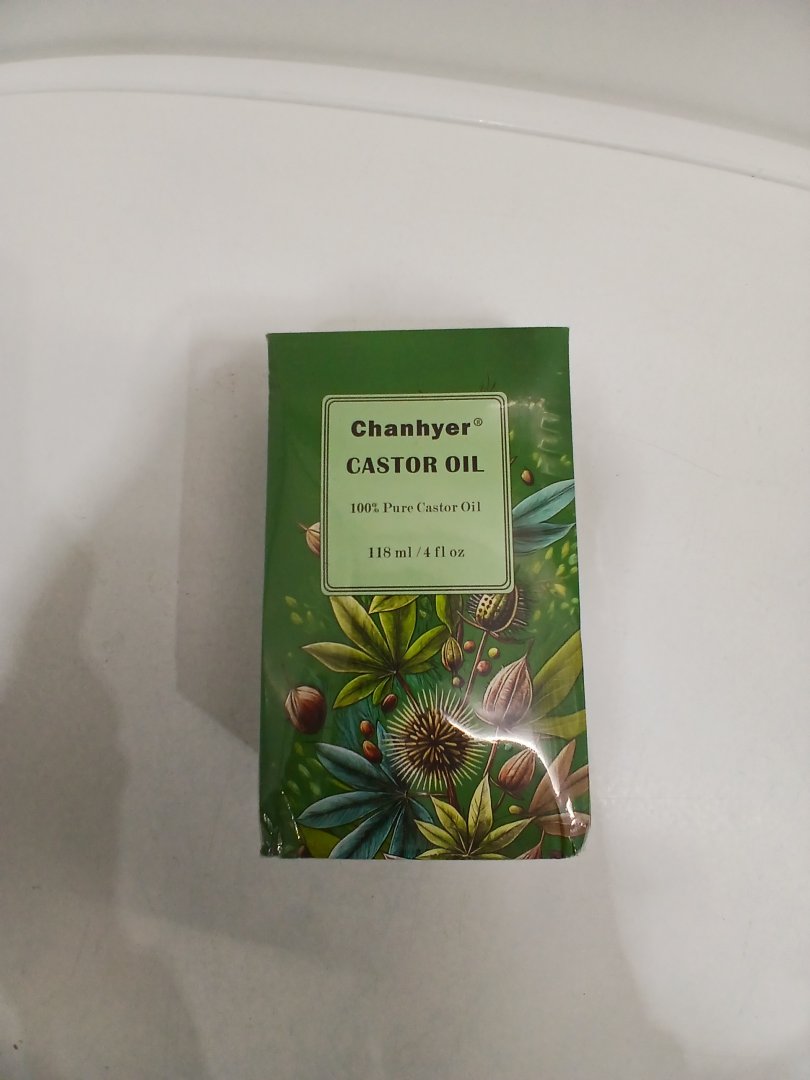 Chanhyer®
CASTOR OIL
100% Pure Castor Oil
118 ml / 4 fl oz